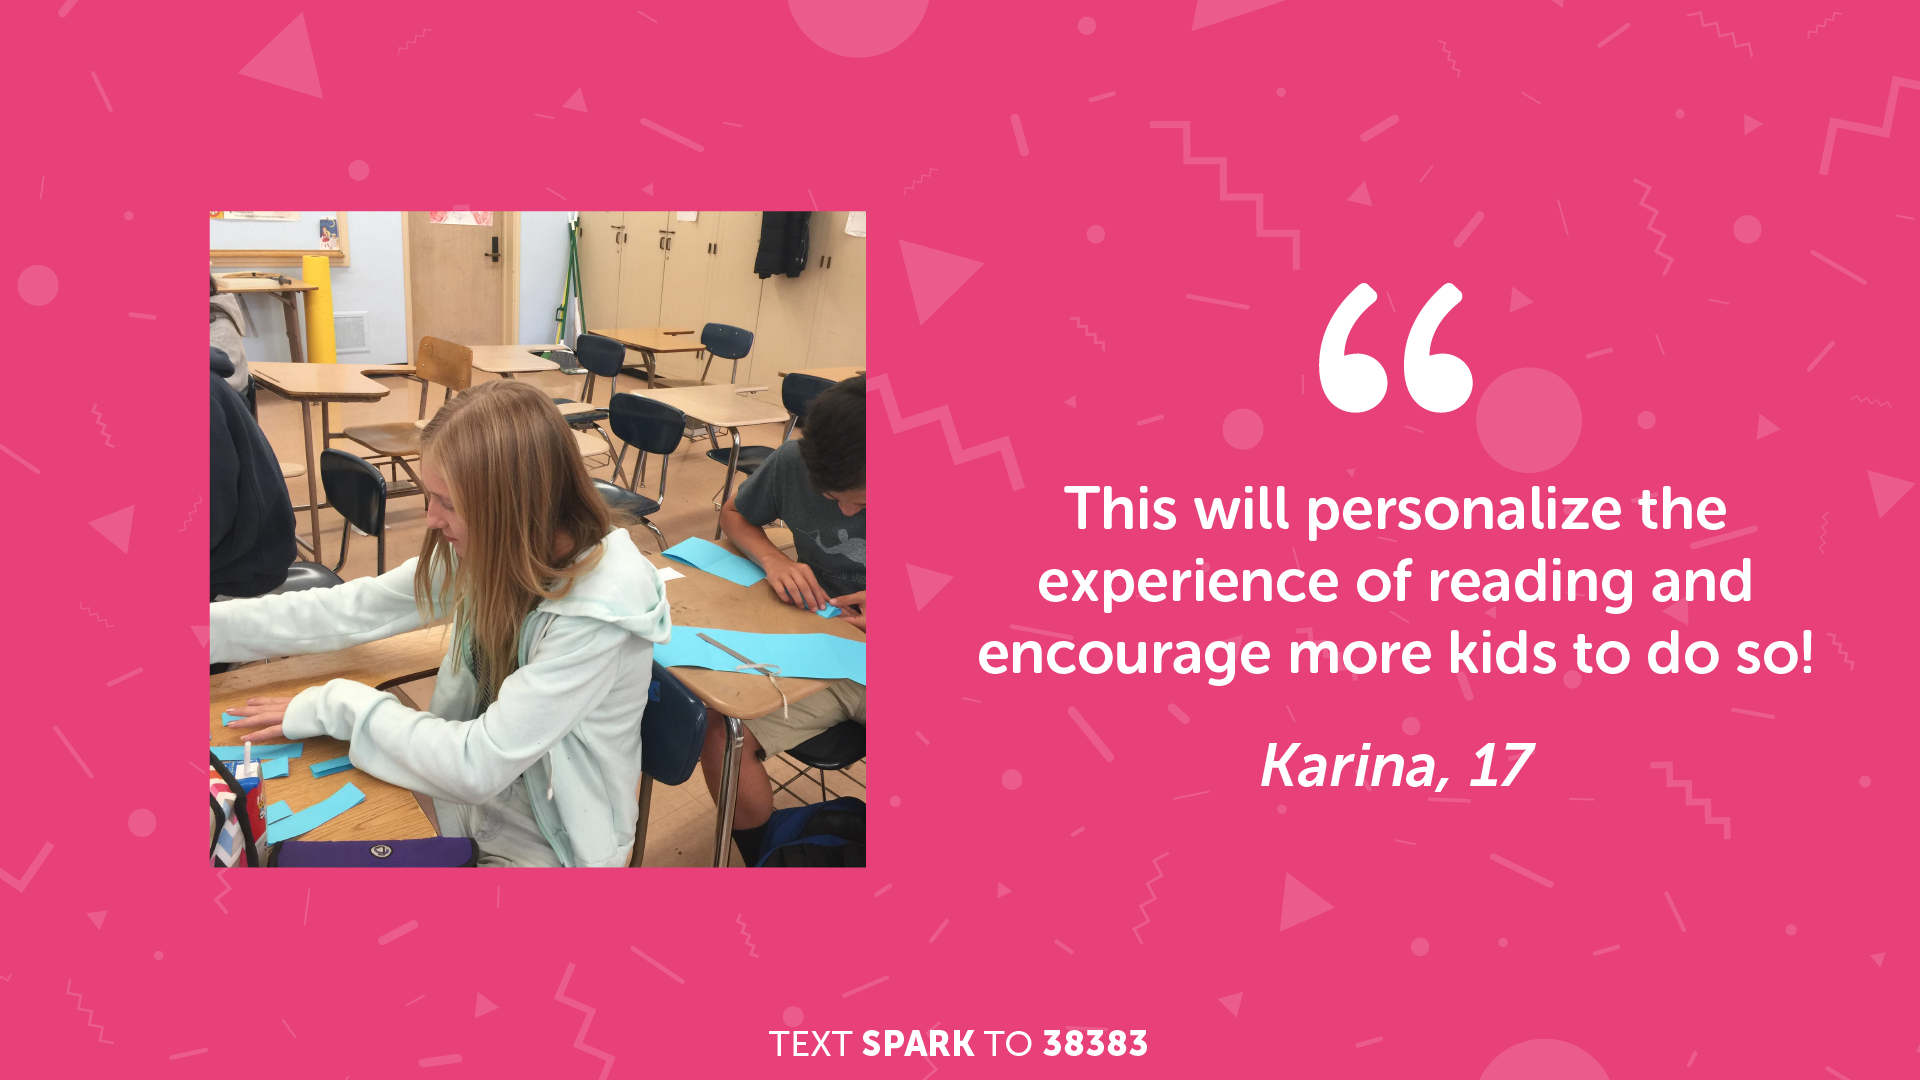 “
This will personalize the
experience of reading and
encourage more kids to do so!
Karina, 17
TEXT SPARK TO 38383